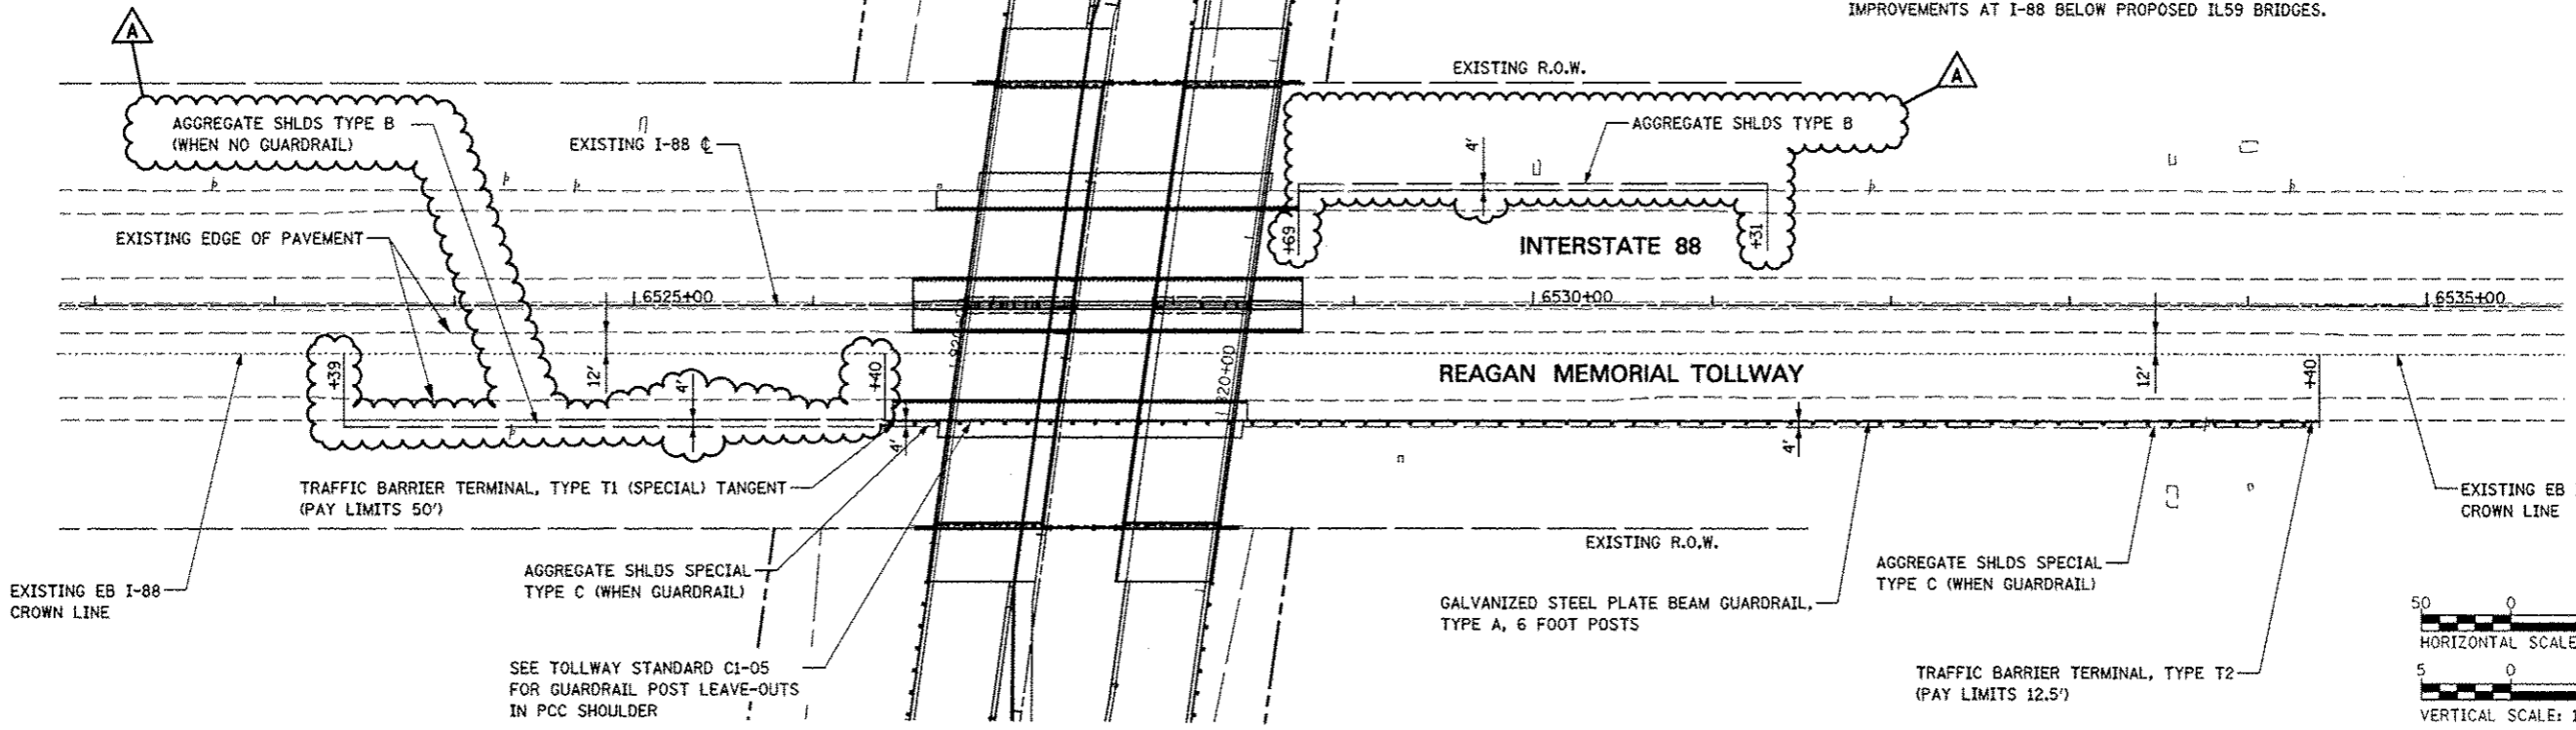 IMPROVEMENTS AT I-88 BELOW PROPOSED IL59 BRIDGES.
A
EXISTING R.O.W.
A
AGGREGATE SHLDS TYPE B
(WHEN NO GUARDRAIL)
EXISTING I-88 ℄
4'
AGGREGATE SHLDS TYPE B
EXISTING EDGE OF PAVEMENT
+69
INTERSTATE 88
+31
6525+00
6530+00
6535+00
+39
12'
4'
+40
220+00
REAGAN MEMORIAL TOLLWAY
12'
+40
4'
4'
TRAFFIC BARRIER TERMINAL, TYPE T1 (SPECIAL) TANGENT
(PAY LIMITS 50')
EXISTING EB
CROWN LINE
EXISTING R.O.W.
EXISTING EB I-88
CROWN LINE
AGGREGATE SHLDS SPECIAL
TYPE C (WHEN GUARDRAIL)
AGGREGATE SHLDS SPECIAL
TYPE C (WHEN GUARDRAIL)
GALVANIZED STEEL PLATE BEAM GUARDRAIL,
TYPE A, 6 FOOT POSTS
SEE TOLLWAY STANDARD C1-05
FOR GUARDRAIL POST LEAVE-OUTS
IN PCC SHOULDER
TRAFFIC BARRIER TERMINAL, TYPE T2
(PAY LIMITS 12.5')
50 0
HORIZONTAL SCALE
5 0
VERTICAL SCALE: 1